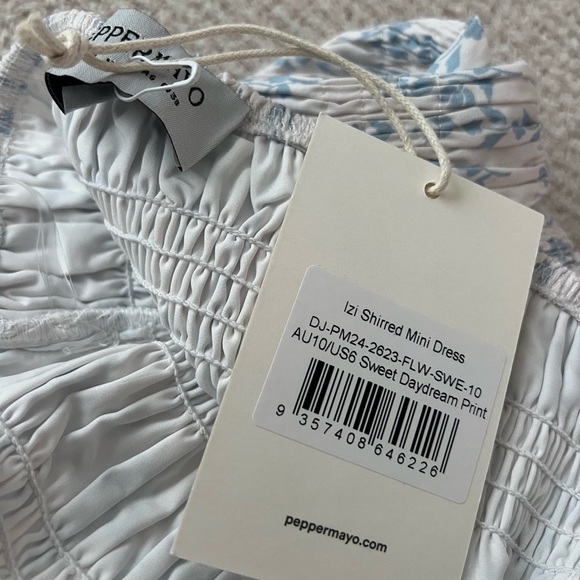 PEPPERMAYO
Izi Shirred Mini Dress
DJ-PM24-2623-FLW-SWE-10
AU10/US6 Sweet Daydream Print
9 357408 646226
peppermayo.com